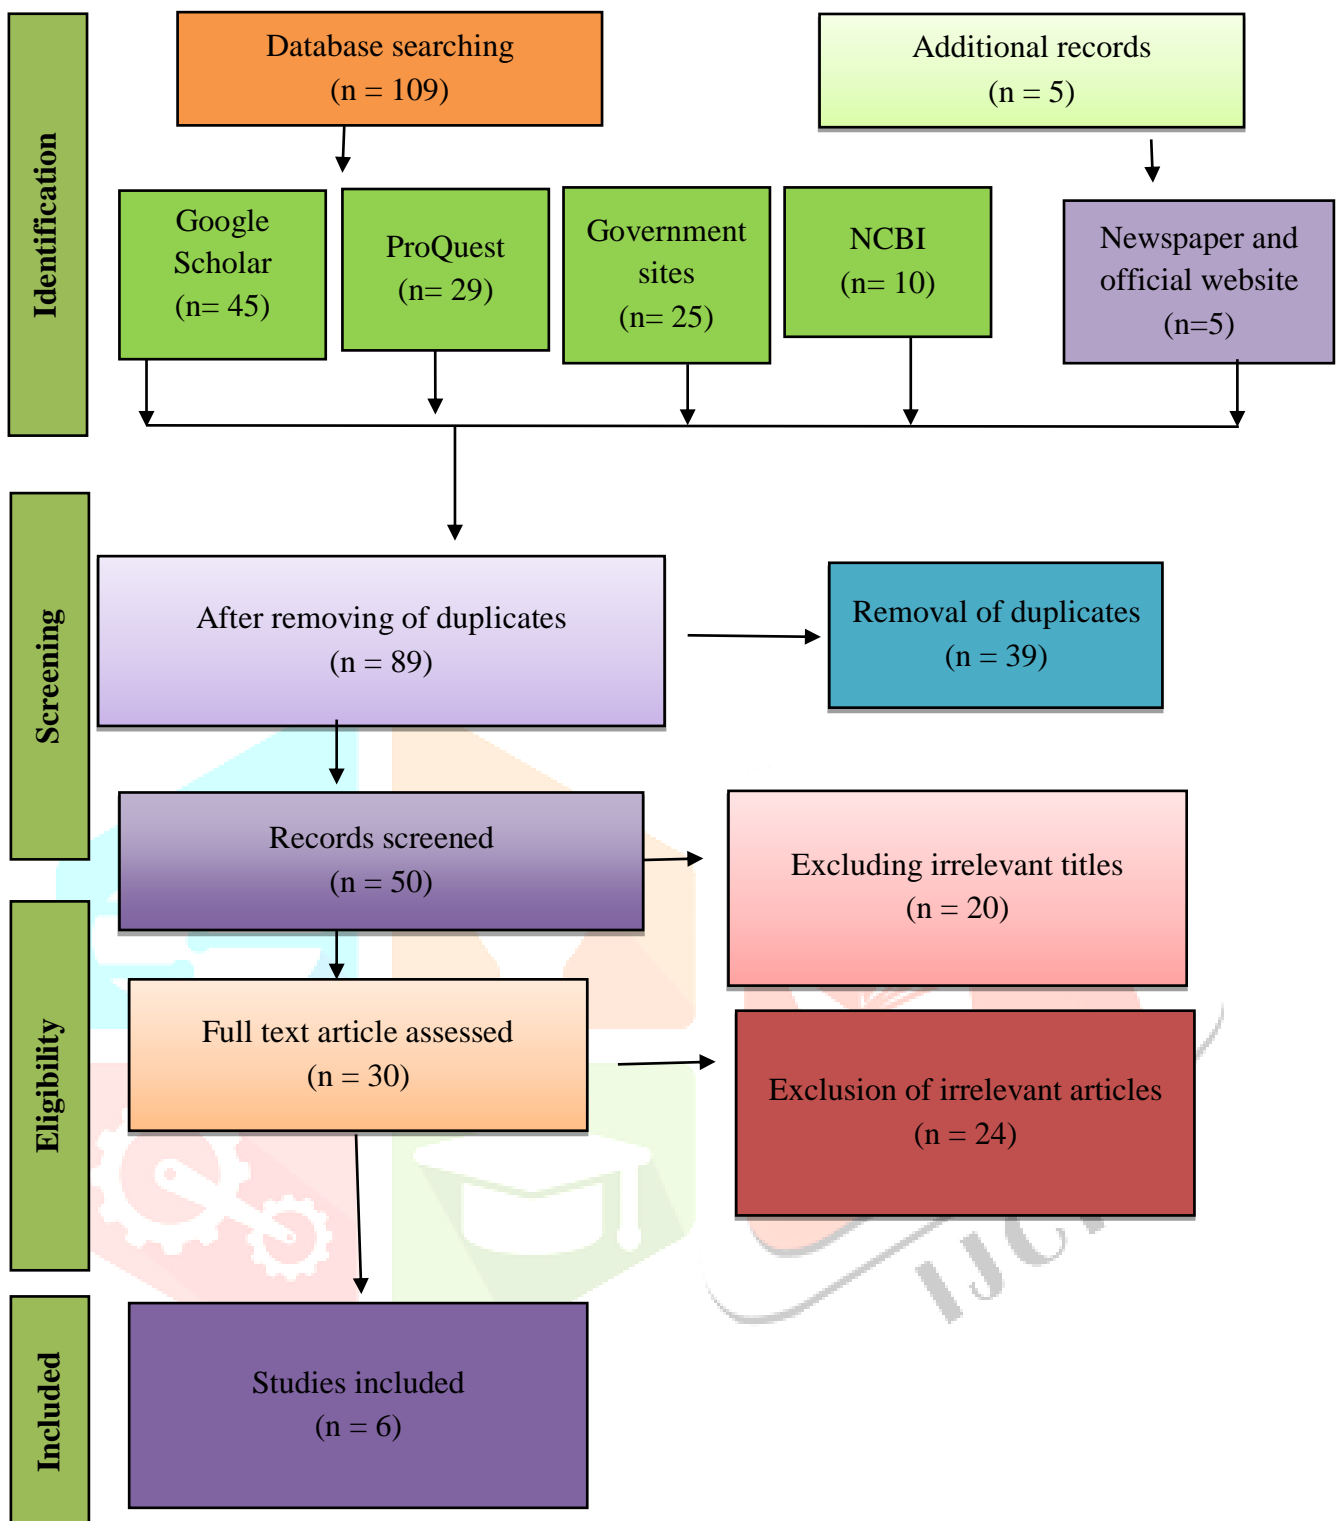 Identification
Database searching
(n = 109)
Additional records
(n = 5)
Google
Scholar
(n= 45)
ProQuest
(n= 29)
Government
sites
(n= 25)
NCBI
(n= 10)
Newspaper and
official website
(n=5)
Screening
After removing of duplicates
(n = 89)
Removal of duplicates
(n = 39)
Records screened
(n = 50)
Excluding irrelevant titles
(n = 20)
Eligibility
Full text article assessed
(n = 30)
Exclusion of irrelevant articles
(n = 24)
Included
Studies included
(n = 6)